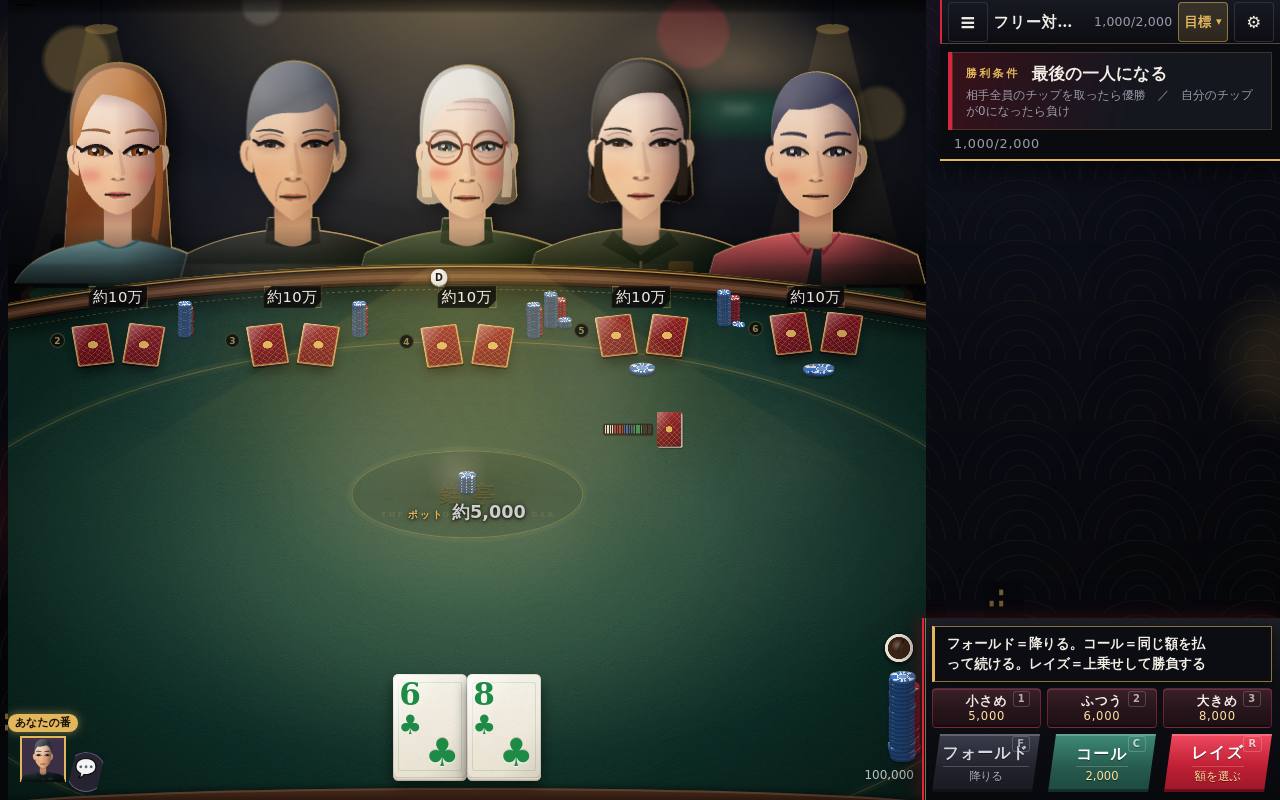 フリー対… 1,000/2,000 目標 ▾
勝利条件 最後の一人になる
相手全員のチップを取ったら優勝 ／ 自分のチップ
が0になったら負け
1,000/2,000
D
約10万 約10万 約10万 約10万 約10万
2 3 4 5 6
ポット 約5,000
6 8
あなたの番
100,000
フォールド＝降りる。コール＝同じ額を払
って続ける。レイズ＝上乗せして勝負する
小さめ 1 ふつう 2 大きめ 3
5,000 6,000 8,000
フォールド F コール C レイズ R
降りる 2,000 額を選ぶ